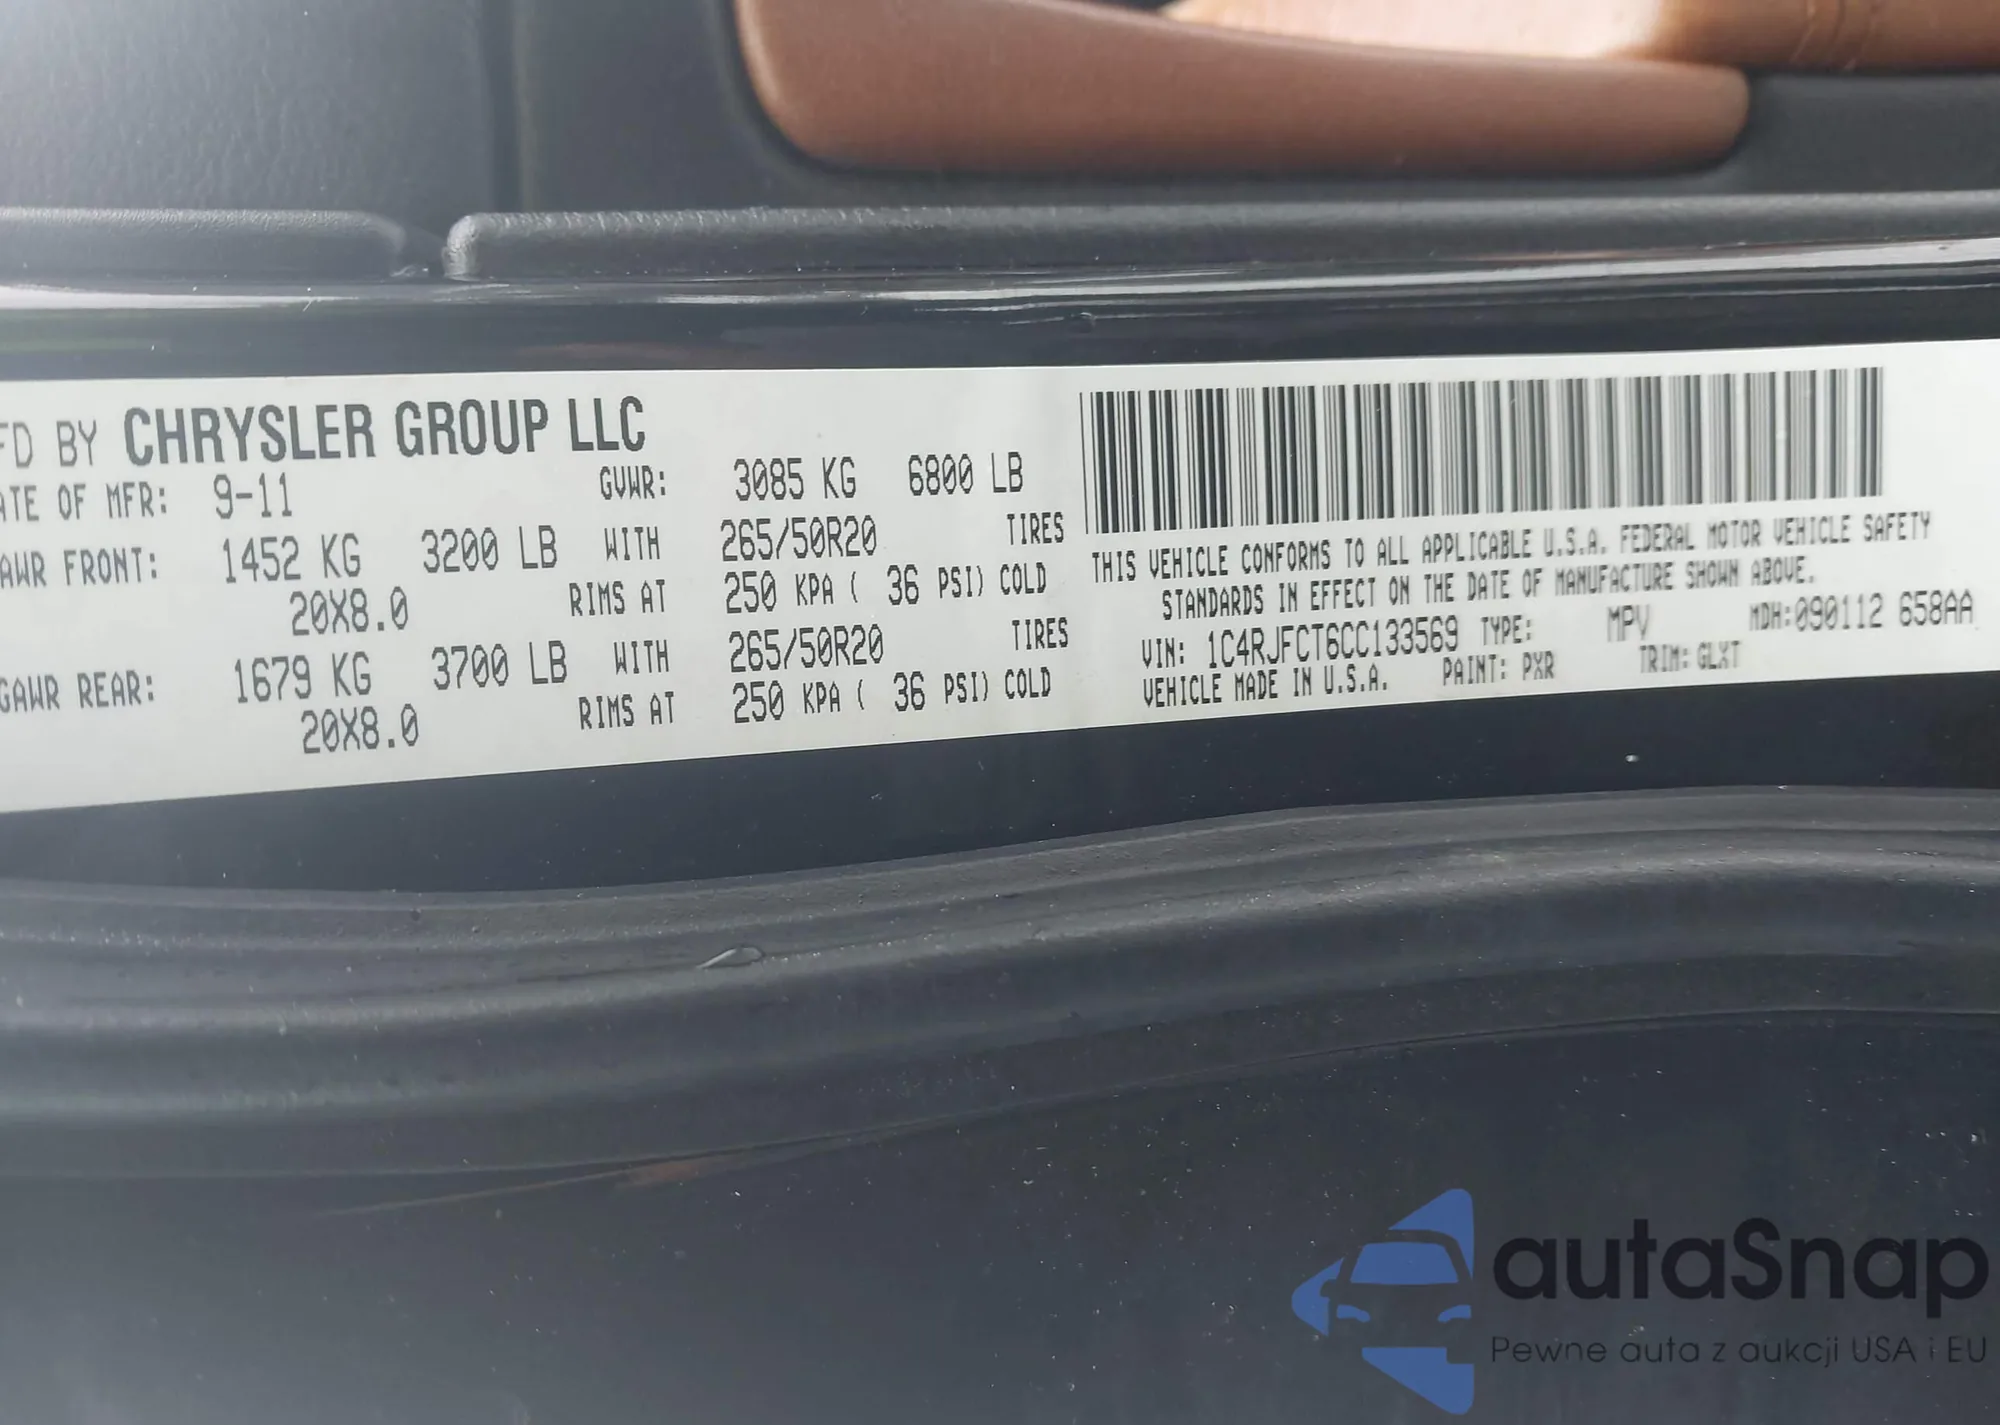 FD BY CHRYSLER GROUP LLC
ATE OF MFR: 9-11 GVWR: 3085 KG 6800 LB
AWR FRONT: 1452 KG 3200 LB WITH 265/50R20 TIRES
20X8.0 RIMS AT 250 KPA ( 36 PSI) COLD
GAWR REAR: 1679 KG 3700 LB WITH 265/50R20 TIRES
20X8.0 RIMS AT 250 KPA ( 36 PSI) COLD
THIS VEHICLE CONFORMS TO ALL APPLICABLE U.S.A. FEDERAL MOTOR VEHICLE SAFETY
STANDARDS IN EFFECT ON THE DATE OF MANUFACTURE SHOWN ABOVE.
VIN: 1C4RJFCT6CC133569 TYPE: MPV MDH:090112 658AA
VEHICLE MADE IN U.S.A. PAINT: PXR TRIM: GLXT
autaSnap
Pewne auta z aukcji USA i EU